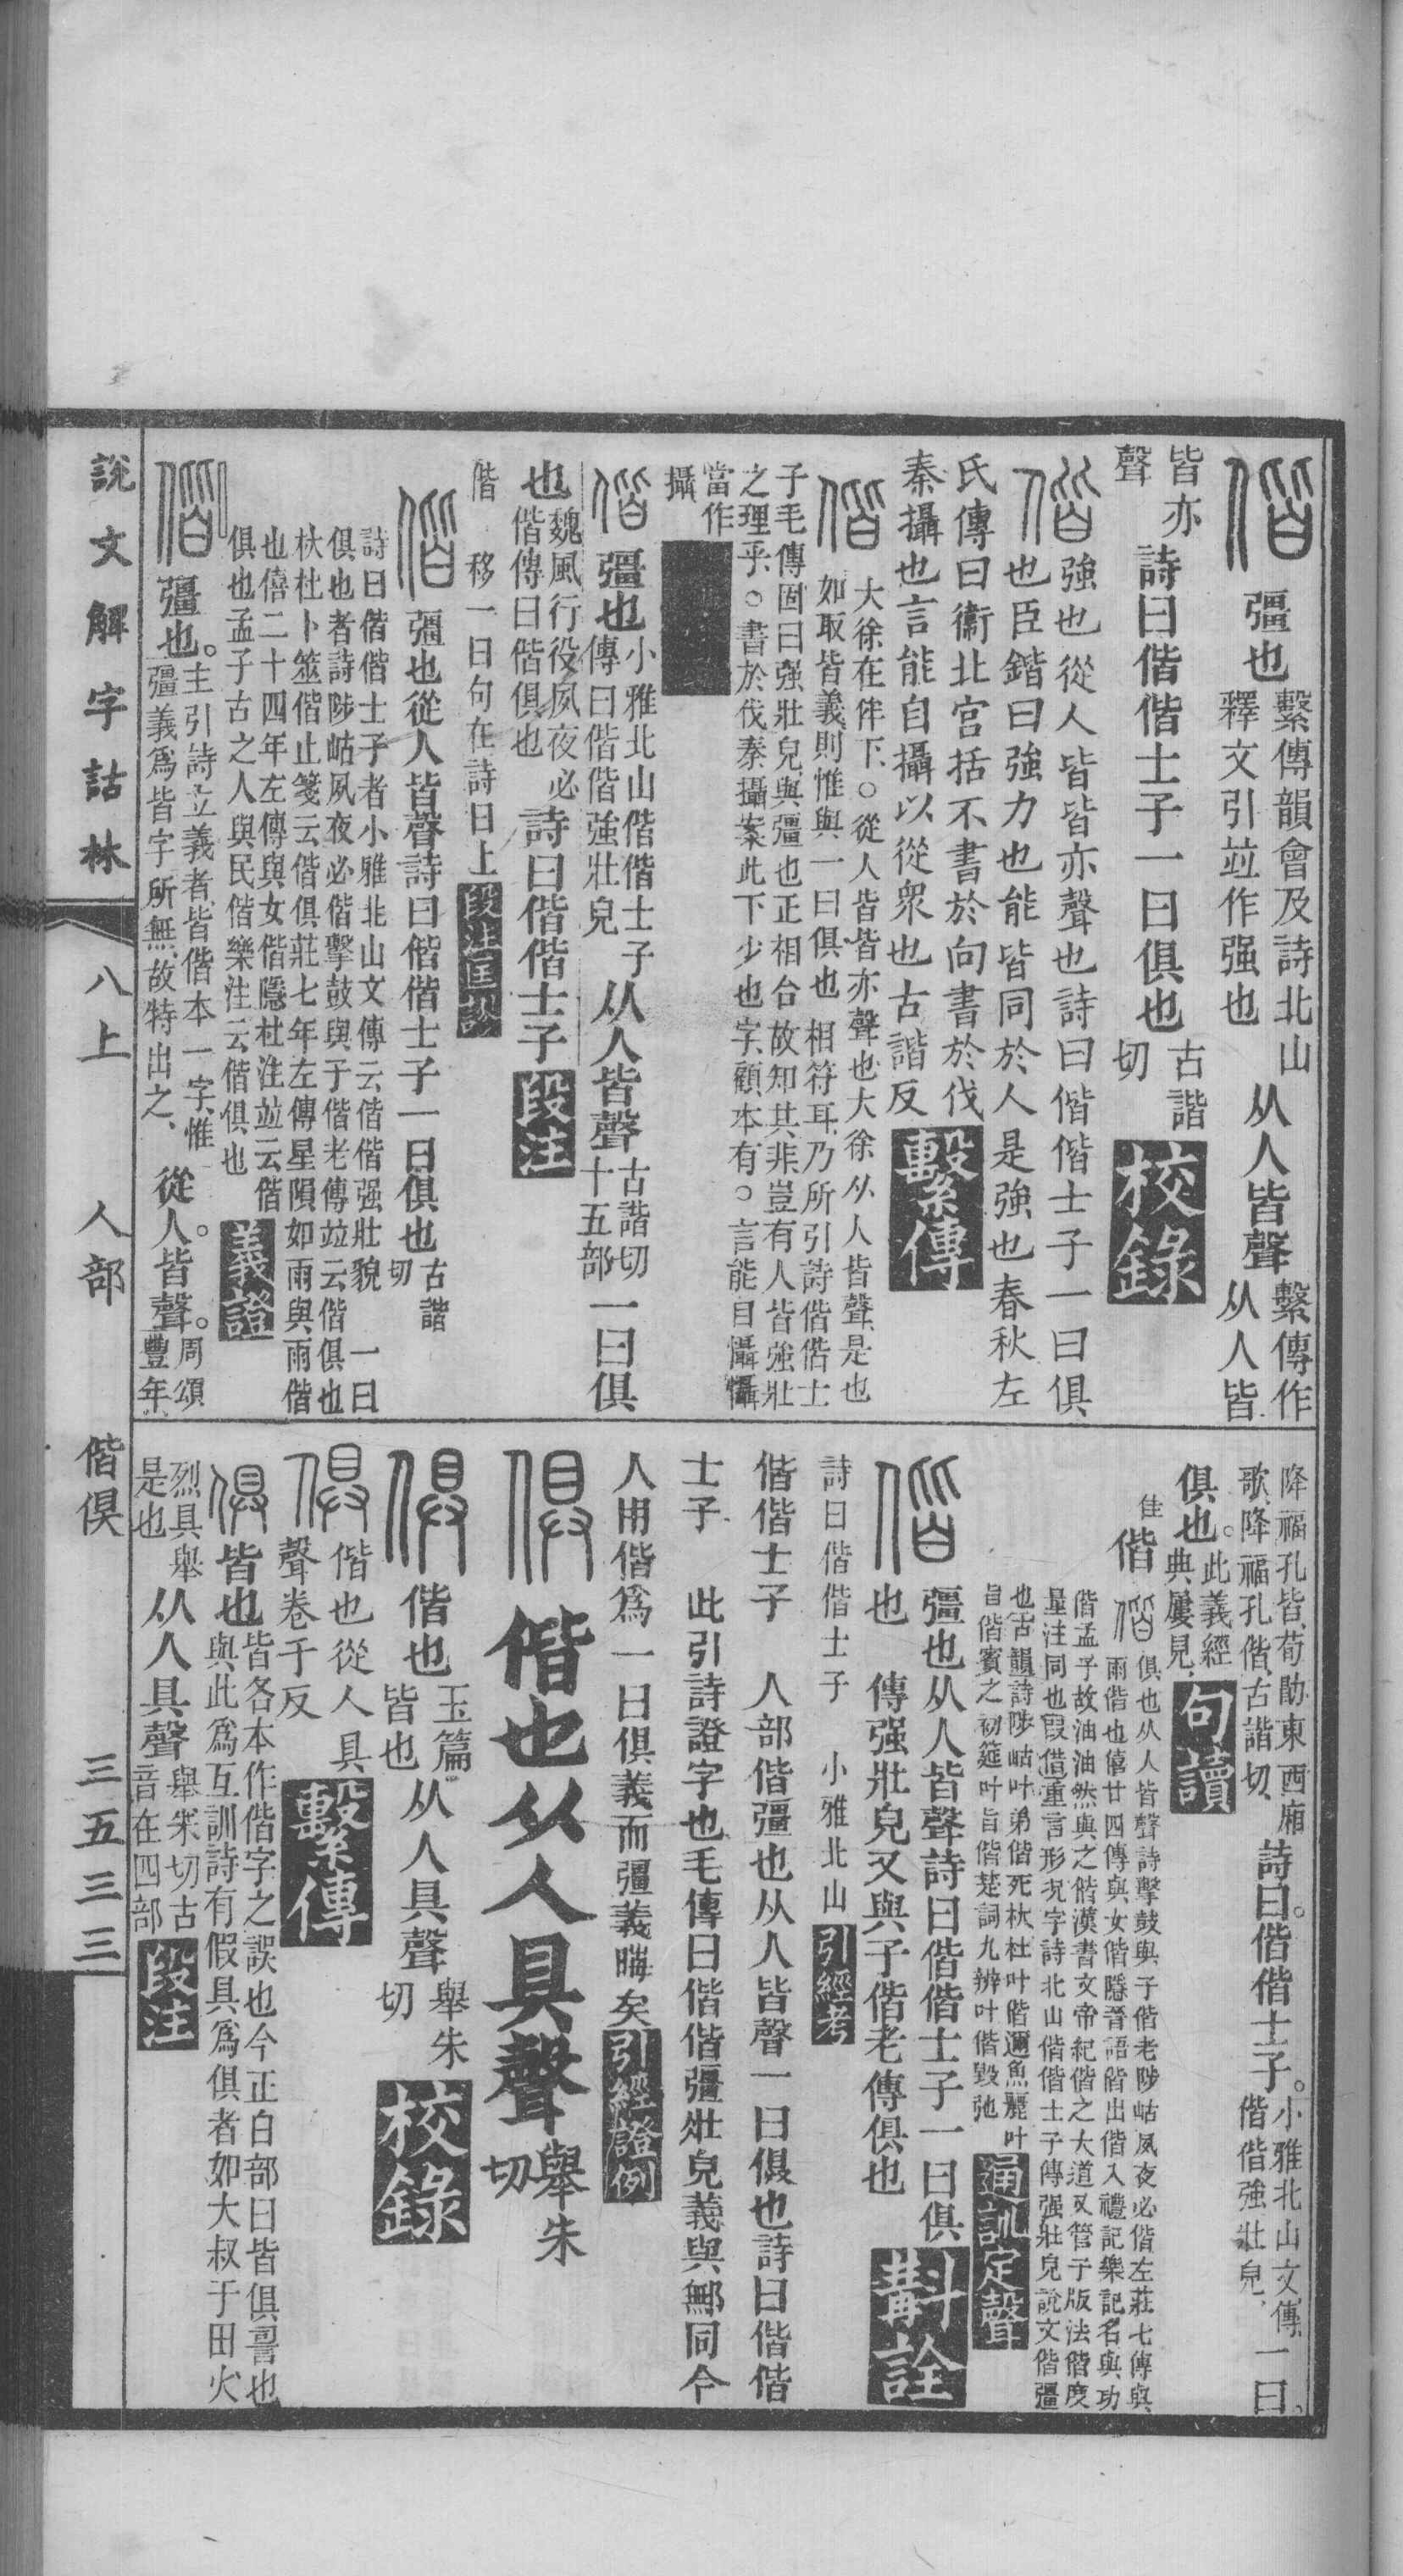 彊也
繫傳韻會及詩北山
釋文引竝作强也
从人皆聲
繫傳作
从人皆
皆亦
聲
詩曰偕偕士子一曰俱也
古諧
切
校錄
強也從人皆皆亦聲也詩曰偕偕士子一曰俱
也臣鍇曰強力也能皆同於人是強也春秋左
氏傳曰衞北宮括不書於向書於伐
秦攝也言能自攝以從衆也古諧反
繫傳
大徐在伴下○從人皆皆亦聲也大徐从人皆聲是也
如取皆義則惟與一曰俱也相符耳乃所引詩偕偕士
子毛傳固曰强壯皃與彊也正相合故知其非豈有人皆強壯
之理乎○書於伐秦攝案此下少也字顧本有○言能自懾懾
當作
攝
彊也
小雅北山偕偕士子
傳曰偕偕強壯皃
从人皆聲
古諧切
十五部
一曰俱
也
魏風行役夙夜必
偕傳曰偕俱也
詩曰偕偕士子
段注
偕 移一曰句在詩曰上
段注匡謬
彊也從人皆聲詩曰偕偕士子一曰俱也
古諧
切
詩曰偕偕士子者小雅北山文傳云偕偕强壯貌 一曰
俱也者詩陟岵夙夜必偕擊鼓與子偕老傳竝云偕俱也
杕杜卜筮偕止箋云偕俱莊七年左傳星隕如雨與雨偕
也僖二十四年左傳與女偕隱杜注竝云偕
俱也孟子古之人與民偕樂注云偕俱也
義證
彊也。
主引詩立義者皆偕本一字惟
彊義爲皆字所無故特出之、
從人。皆聲。
周頌
豐年
降福孔皆、荀勖東西廂
歌、降福孔偕、古諧切、
詩曰。偕偕士子。
小雅北山文、傳、
偕偕強壯皃、
一曰。
俱也。
此義經
典屢見、
句讀
佳
偕
俱也从人皆聲詩擊鼓與子偕老陟岵夙夜必偕左莊七傳與
雨偕也僖廿四傳與女偕隱晉語偕出偕入禮記樂記名與功
偕孟子故油油然與之偕漢書文帝紀偕之大道又管子版法偕度
量注同也叚借重言形況字詩北山偕偕士子傳强壯皃說文偕彊
也古韻詩陟岵叶弟偕死杕杜叶偕邇魚麗叶
旨偕賓之初筵叶旨偕楚詞九辨叶偕毀弛
通訓定聲
彊也从人皆聲詩曰偕偕士子一曰俱
也 傳强壯皃又與子偕老傳俱也
斠詮
詩曰偕偕士子 小雅北山
引經考
偕偕士子 人部偕彊也从人皆聲一曰俱也詩曰偕偕
士子 此引詩證字也毛傳曰偕偕彊壯皃義與鄦同今
人用偕爲一曰俱義而彊義晦矣
引經證例
偕也从人具聲
舉朱
切
偕也
玉篇
皆也
从人具聲
舉朱
切
校錄
偕也從人具
聲卷于反
繫傳
皆也
皆各本作偕字之誤也今正白部曰皆俱䛐也
與此爲互訓詩有假具爲俱者如大叔于田火
烈具舉
是也
从人具聲
舉朱切古
音在四部
段注
說文解字詁林
八上
人部
偕俱
三五三三